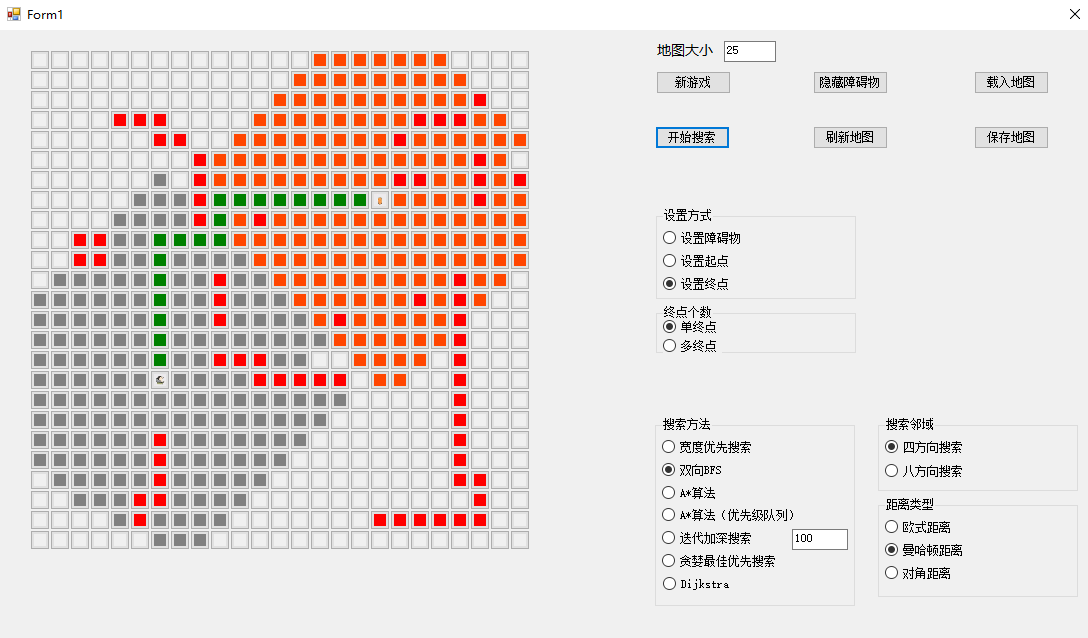 Form1
地图大小 25
新游戏 隐藏障碍物 载入地图
开始搜索 刷新地图 保存地图
设置方式
设置障碍物
设置起点
设置终点
终点个数
单终点
多终点
搜索方法
宽度优先搜索
双向BFS
A*算法
A*算法（优先级队列）
迭代加深搜索 100
贪婪最佳优先搜索
Dijkstra
搜索邻域
四方向搜索
八方向搜索
距离类型
欧式距离
曼哈顿距离
对角距离